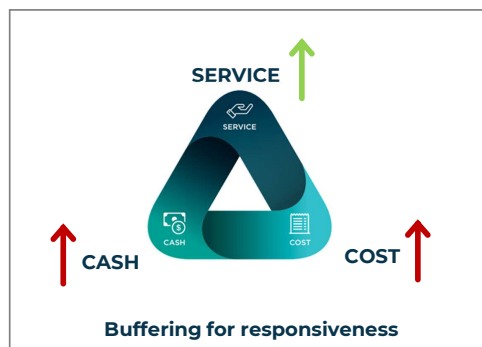 SERVICE
SERVICE
$
CASH
COST
CASH
COST
Buffering for responsiveness